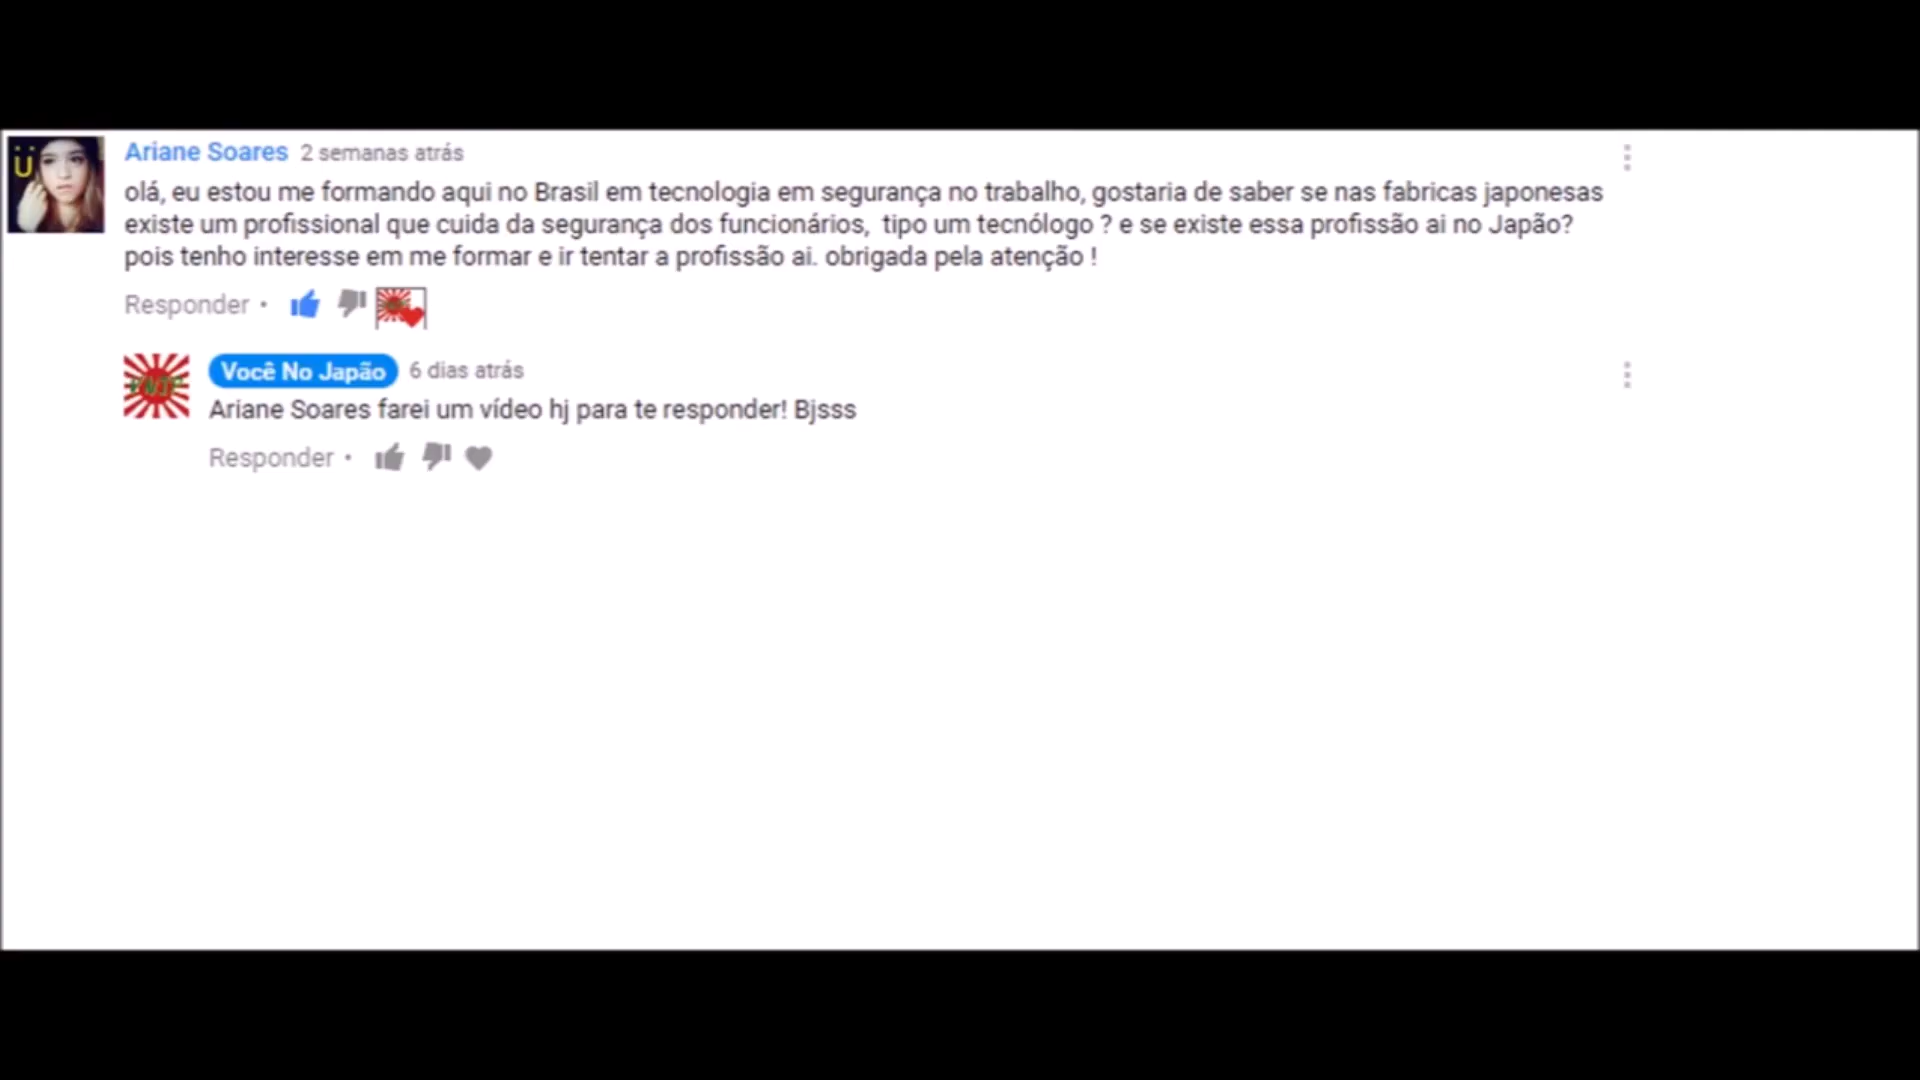 Ariane Soares 2 semanas atrás
olá, eu estou me formando aqui no Brasil em tecnologia em segurança no trabalho, gostaria de saber se nas fabricas japonesas
existe um profissional que cuida da segurança dos funcionários,  tipo um tecnólogo ? e se existe essa profissão ai no Japão?
pois tenho interesse em me formar e ir tentar a profissão ai. obrigada pela atenção !
Responder •
Você No Japão 6 dias atrás
Ariane Soares farei um vídeo hj para te responder! Bjsss
Responder •